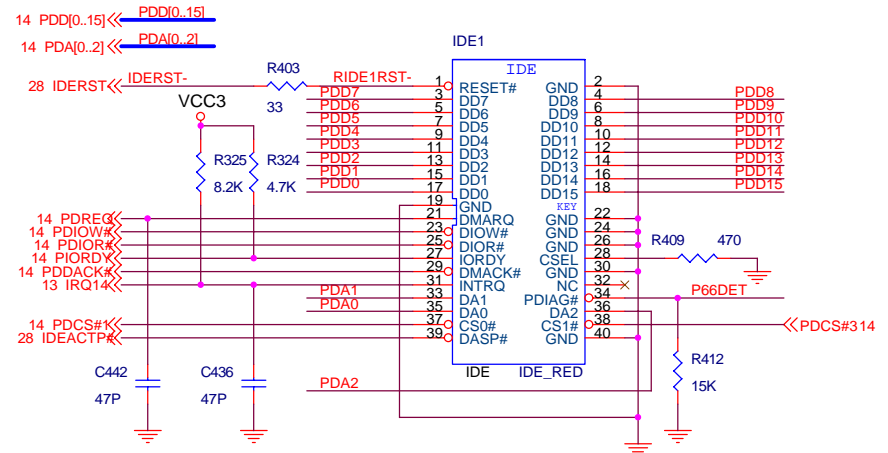 14 PDD[0..15] PDD[0..15]
14 PDA[0..2] PDA[0..2]
IDE1
28 IDERST- IDERST- R403 33 RIDE1RST-
VCC3
R325 8.2K R324 4.7K
IDE
1 RESET# GND 2
PDD7 3 DD7 DD8 4 PDD8
PDD6 5 DD6 DD9 6 PDD9
PDD5 7 DD5 DD10 8 PDD10
PDD4 9 DD4 DD11 10 PDD11
PDD3 11 DD3 DD12 12 PDD12
PDD2 13 DD2 DD13 14 PDD13
PDD1 15 DD1 DD14 16 PDD14
PDD0 17 DD0 DD15 18 PDD15
19 GND KEY
14 PDREQ 21 DMARQ GND 22
14 PDIOW# 23 DIOW# GND 24
14 PDIOR# 25 DIOR# GND 26
14 PIORDY 27 IORDY CSEL 28 R409 470
14 PDDACK# 29 DMACK# GND 30
13 IRQ14 31 INTRQ NC 32
PDA1 33 DA1 PDIAG# 34 P66DET
PDA0 35 DA0 DA2 36
14 PDCS#1 37 CS0# CS1# 38 PDCS#314
28 IDEACTP# 39 DASP# GND 40
C442 47P C436 47P
PDA2
IDE IDE_RED
R412 15K